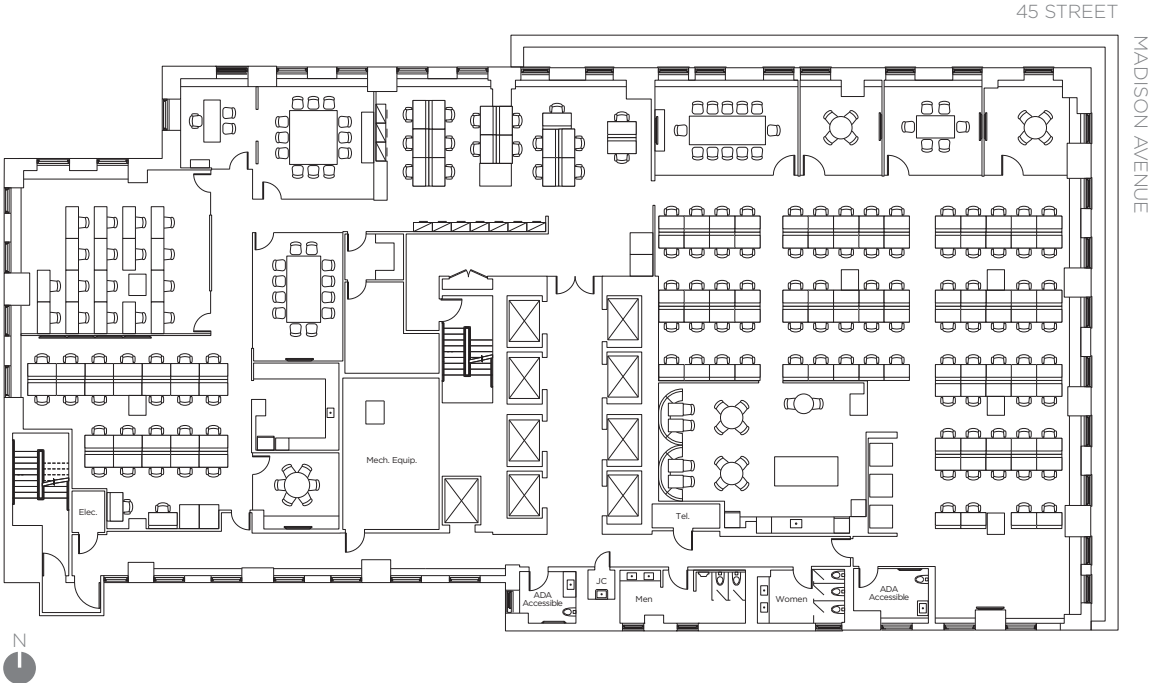 45 STREET
MADISON AVENUE
Mech. Equip.
Elec.
Tel.
JC
ADA
Accessible
Men
Women
ADA
Accessible
N